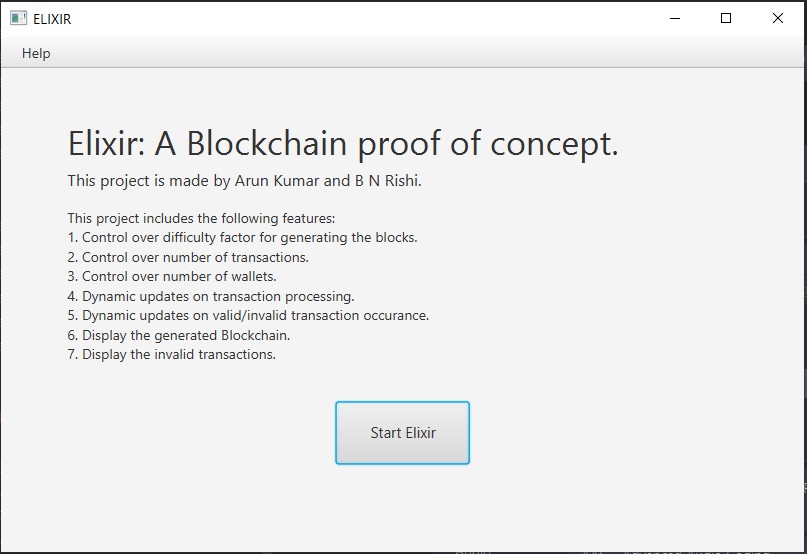 ELIXIR
Help
Elixir: A Blockchain proof of concept.
This project is made by Arun Kumar and B N Rishi.
This project includes the following features:
1. Control over difficulty factor for generating the blocks.
2. Control over number of transactions.
3. Control over number of wallets.
4. Dynamic updates on transaction processing.
5. Dynamic updates on valid/invalid transaction occurance.
6. Display the generated Blockchain.
7. Display the invalid transactions.
Start Elixir